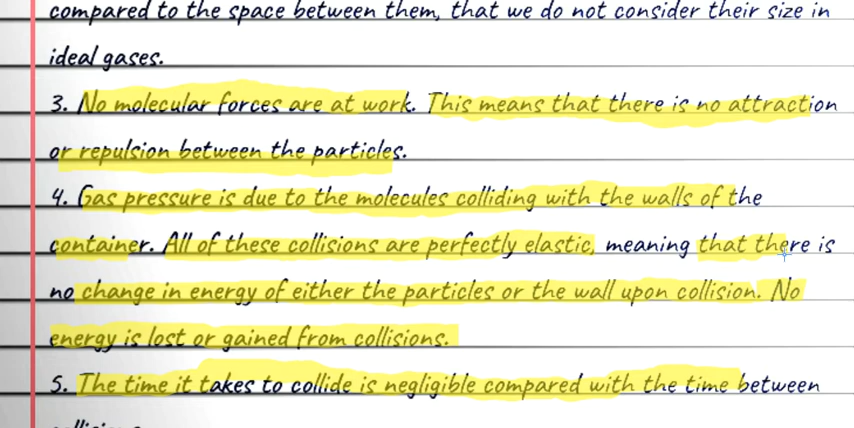 compared to the space between them, that we do not consider their size in
ideal gases.
3. No molecular forces are at work. This means that there is no attraction
or repulsion between the particles.
4. Gas pressure is due to the molecules colliding with the walls of the
container. All of these collisions are perfectly elastic, meaning that there is
no change in energy of either the particles or the wall upon collision. No
energy is lost or gained from collisions.
5. The time it takes to collide is negligible compared with the time between